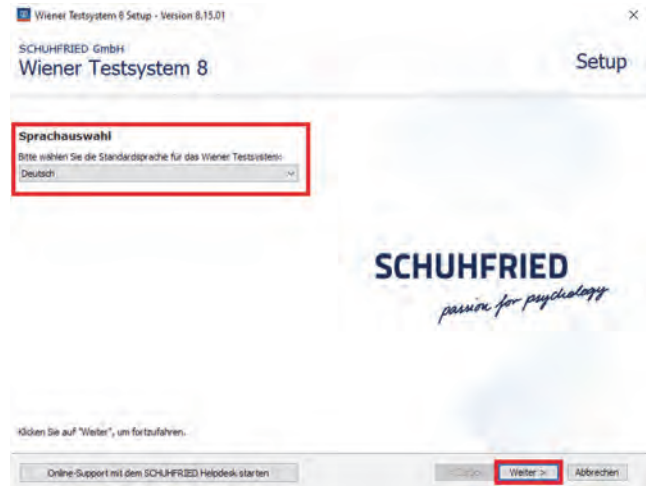 Wiener Testsystem 8 Setup - Version 8.15.01
SCHUHFRIED GmbH
Wiener Testsystem 8
Setup
Sprachauswahl
Bitte wählen Sie die Standardsprache für das Wiener Testsystem:
Deutsch
SCHUHFRIED
passion for psychology
Klicken Sie auf "Weiter", um fortzufahren.
Online-Support mit dem SCHUHFRIED Helpdesk starten
Weiter >
Abbrechen